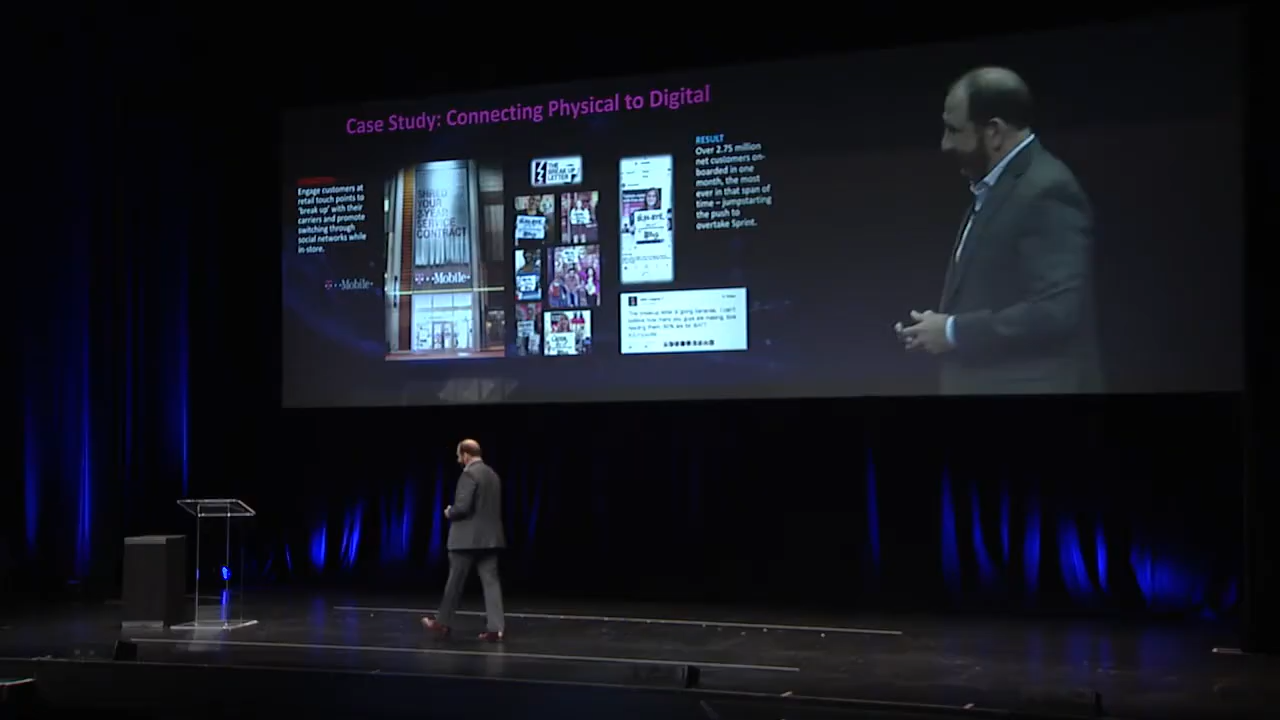 Case Study: Connecting Physical to Digital
Engage customers at
retail touch points to
'break up' with their
carriers and promote
switching through
social networks while
in-store.
T··Mobile·
SHRED
YOUR
2-YEAR
SERVICE
CONTRACT
T··Mobile·
THE
BREAK UP
LETTER
RESULT
Over 2.75 million
net customers on-
boarded in one
month, the most
ever in that span of
time – jumpstarting
the push to
overtake Sprint.